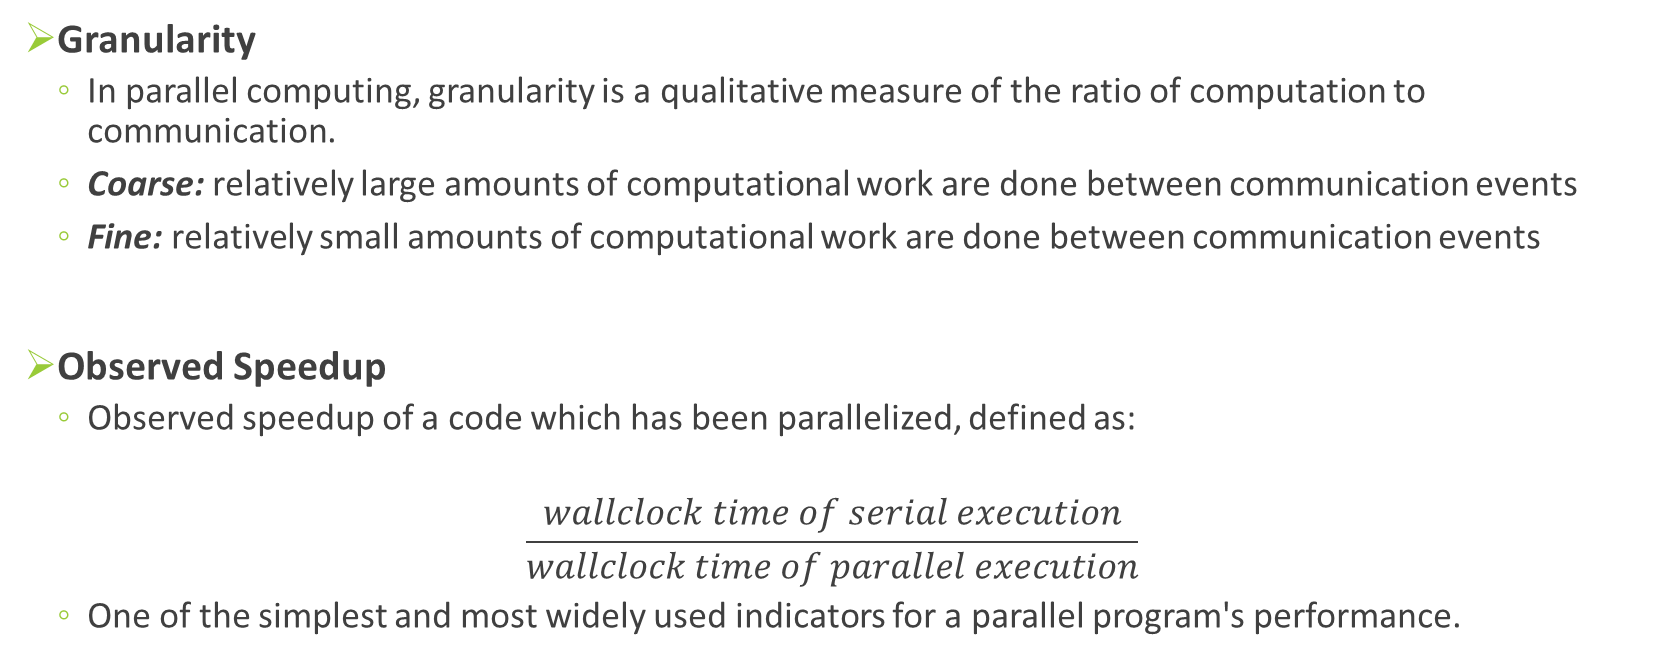 ➢Granularity
◦ In parallel computing, granularity is a qualitative measure of the ratio of computation to
communication.
◦ Coarse: relatively large amounts of computational work are done between communication events
◦ Fine: relatively small amounts of computational work are done between communication events
➢Observed Speedup
◦ Observed speedup of a code which has been parallelized, defined as:
wallclock time of serial execution
wallclock time of parallel execution
◦ One of the simplest and most widely used indicators for a parallel program's performance.